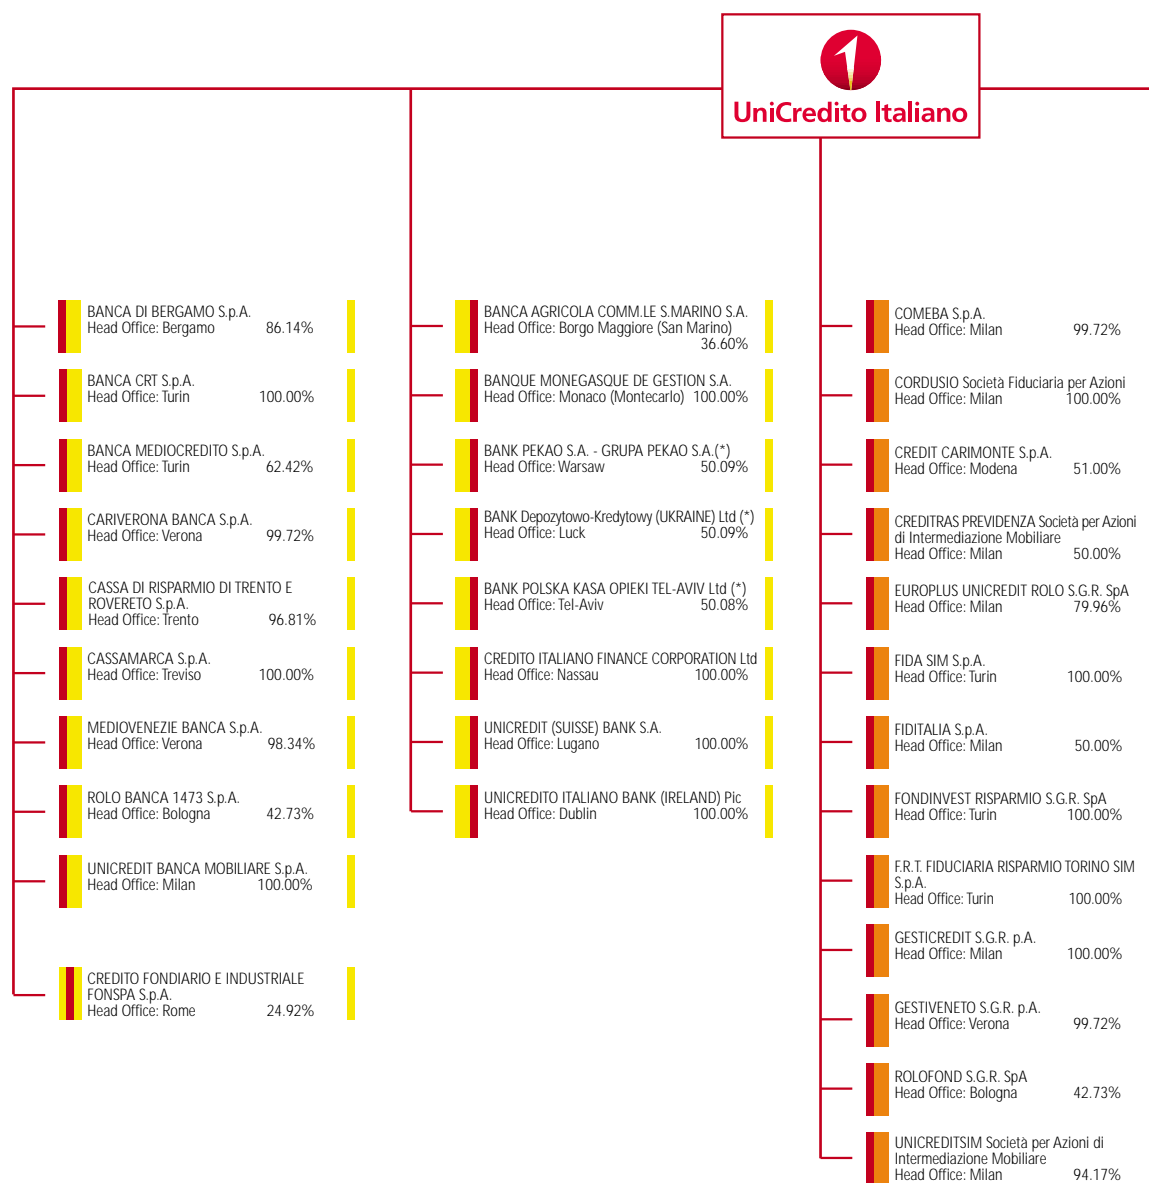 UniCredito Italiano
BANCA DI BERGAMO S.p.A.
Head Office: Bergamo 86.14%
BANCA CRT S.p.A.
Head Office: Turin 100.00%
BANCA MEDIOCREDITO S.p.A.
Head Office: Turin 62.42%
CARIVERONA BANCA S.p.A.
Head Office: Verona 99.72%
CASSA DI RISPARMIO DI TRENTO E
ROVERETO S.p.A.
Head Office: Trento 96.81%
CASSAMARCA S.p.A.
Head Office: Treviso 100.00%
MEDIOVENEZIE BANCA S.p.A.
Head Office: Verona 98.34%
ROLO BANCA 1473 S.p.A.
Head Office: Bologna 42.73%
UNICREDIT BANCA MOBILIARE S.p.A.
Head Office: Milan 100.00%
CREDITO FONDIARIO E INDUSTRIALE
FONSPA S.p.A.
Head Office: Rome 24.92%
BANCA AGRICOLA COMM.LE S.MARINO S.A.
Head Office: Borgo Maggiore (San Marino)
36.60%
BANQUE MONEGASQUE DE GESTION S.A.
Head Office: Monaco (Montecarlo) 100.00%
BANK PEKAO S.A. - GRUPA PEKAO S.A.(*)
Head Office: Warsaw 50.09%
BANK Depozytowo-Kredytowy (UKRAINE) Ltd (*)
Head Office: Luck 50.09%
BANK POLSKA KASA OPIEKI TEL-AVIV Ltd (*)
Head Office: Tel-Aviv 50.08%
CREDITO ITALIANO FINANCE CORPORATION Ltd
Head Office: Nassau 100.00%
UNICREDIT (SUISSE) BANK S.A.
Head Office: Lugano 100.00%
UNICREDITO ITALIANO BANK (IRELAND) Pic
Head Office: Dublin 100.00%
COMEBA S.p.A.
Head Office: Milan 99.72%
CORDUSIO Società Fiduciaria per Azioni
Head Office: Milan 100.00%
CREDIT CARIMONTE S.p.A.
Head Office: Modena 51.00%
CREDITRAS PREVIDENZA Società per Azioni
di Intermediazione Mobiliare
Head Office: Milan 50.00%
EUROPLUS UNICREDIT ROLO S.G.R. SpA
Head Office: Milan 79.96%
FIDA SIM S.p.A.
Head Office: Turin 100.00%
FIDITALIA S.p.A.
Head Office: Milan 50.00%
FONDINVEST RISPARMIO S.G.R. SpA
Head Office: Turin 100.00%
F.R.T. FIDUCIARIA RISPARMIO TORINO SIM
S.p.A.
Head Office: Turin 100.00%
GESTICREDIT S.G.R. p.A.
Head Office: Milan 100.00%
GESTIVENETO S.G.R. p.A.
Head Office: Verona 99.72%
ROLOFOND S.G.R. SpA
Head Office: Bologna 42.73%
UNICREDITSIM Società per Azioni di
Intermediazione Mobiliare
Head Office: Milan 94.17%